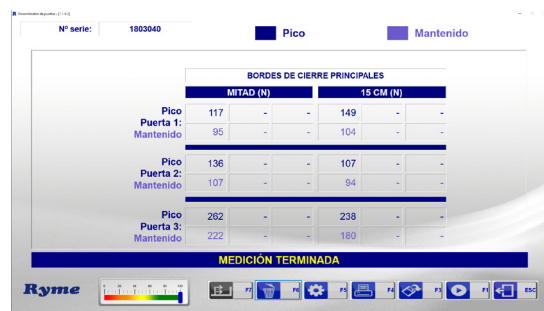 Nº serie: 1803040 Pico Mantenido
BORDES DE CIERRE PRINCIPALES
MITAD (N) 15 CM (N)
Pico 117 - - 149 - -
Puerta 1:
Mantenido 95 - - 104 - -
Pico 136 - - 107 - -
Puerta 2:
Mantenido 107 - - 94 - -
Pico 262 - - 238 - -
Puerta 3:
Mantenido 222 - - 180 - -
MEDICIÓN TERMINADA
Ryme F7 F6 F5 F4 F3 F1 ESC